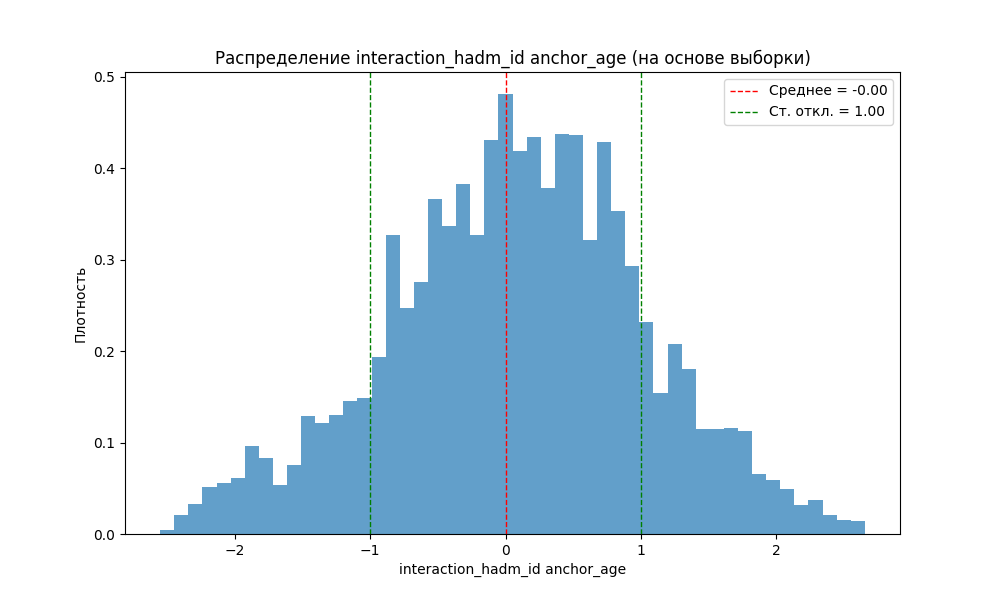 Распределение interaction_hadm_id anchor_age (на основе выборки)
Среднее = -0.00
Ст. откл. = 1.00
Плотность
0.5
0.4
0.3
0.2
0.1
0.0
−2
−1
0
1
2
interaction_hadm_id anchor_age